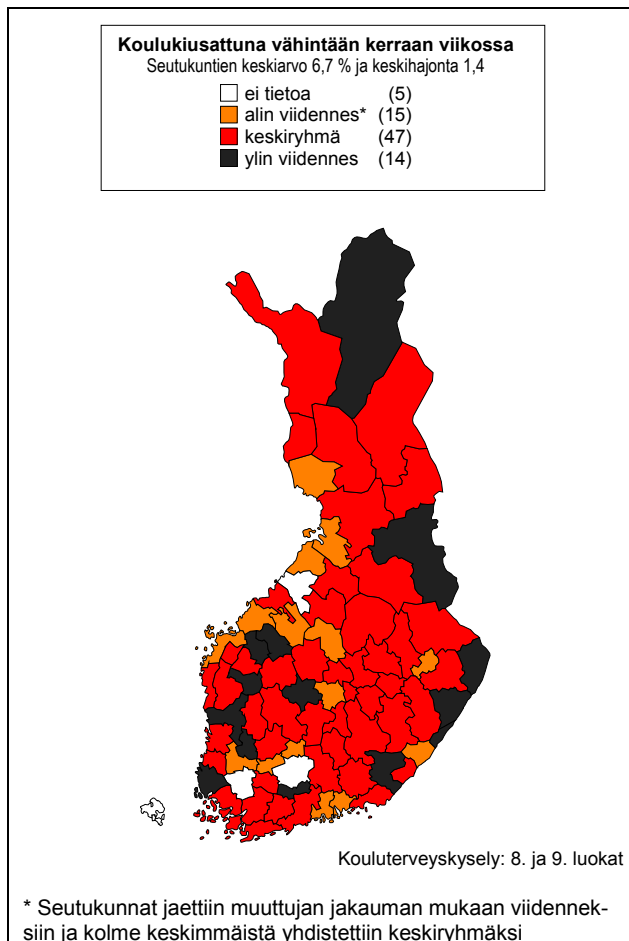 Koulukiusattuna vähintään kerraan viikossa
Seutukuntien keskiarvo 6,7 % ja keskihajonta 1,4
ei tietoa (5)
alin viidennes* (15)
keskiryhmä (47)
ylin viidennes (14)
Kouluterveyskysely: 8. ja 9. luokat
* Seutukunnat jaettiin muuttujan jakauman mukaan viidennek-
siin ja kolme keskimmäistä yhdistettiin keskiryhmäksi